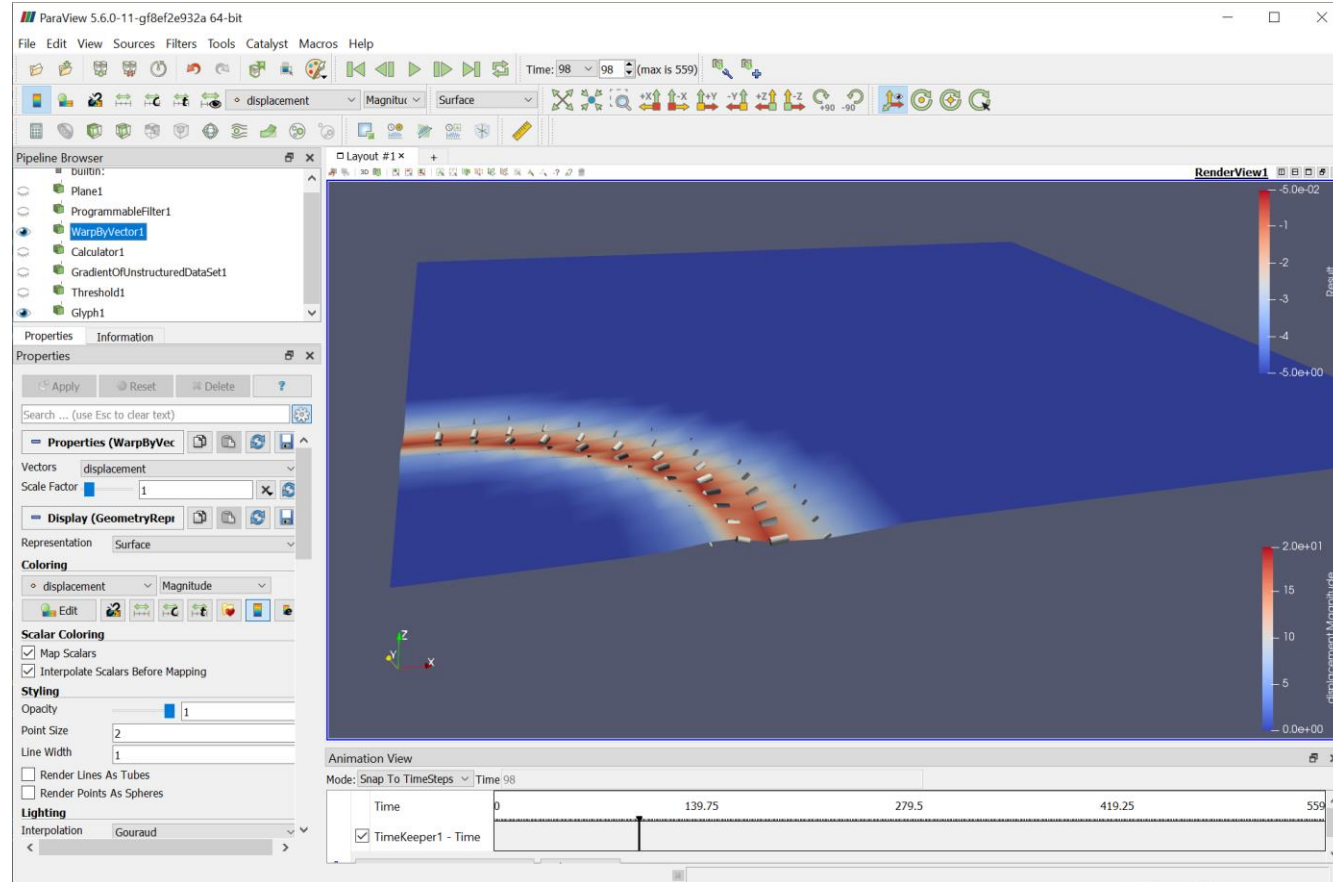 ParaView 5.6.0-11-gf8ef2e932a 64-bit
File Edit View Sources Filters Tools Catalyst Macros Help
Time: 98 98 (max is 559)
displacement Magnituc Surface
+X -X +Y -Y +Z -Z +90 -90
Pipeline Browser
builtin:
Plane1
ProgrammableFilter1
WarpByVector1
Calculator1
GradientOfUnstructuredDataSet1
Threshold1
Glyph1
Properties Information
Properties
Apply Reset Delete ?
Search ... (use Esc to clear text)
Properties (WarpByVec
Vectors displacement
Scale Factor 1
Display (GeometryRepr
Representation Surface
Coloring
displacement Magnitude
Edit
Scalar Coloring
Map Scalars
Interpolate Scalars Before Mapping
Styling
Opacity 1
Point Size 2
Line Width 1
Render Lines As Tubes
Render Points As Spheres
Lighting
Interpolation Gouraud
Layout #1 × +
3D
RenderView1
-5.0e-02
-1
-2
-3
-4
-5.0e+00
Result
2.0e+01
15
10
5
0.0e+00
displacement Magnitude
Z
Y
X
Animation View
Mode: Snap To TimeSteps Time 98
Time 0 139.75 279.5 419.25 559
TimeKeeper1 - Time